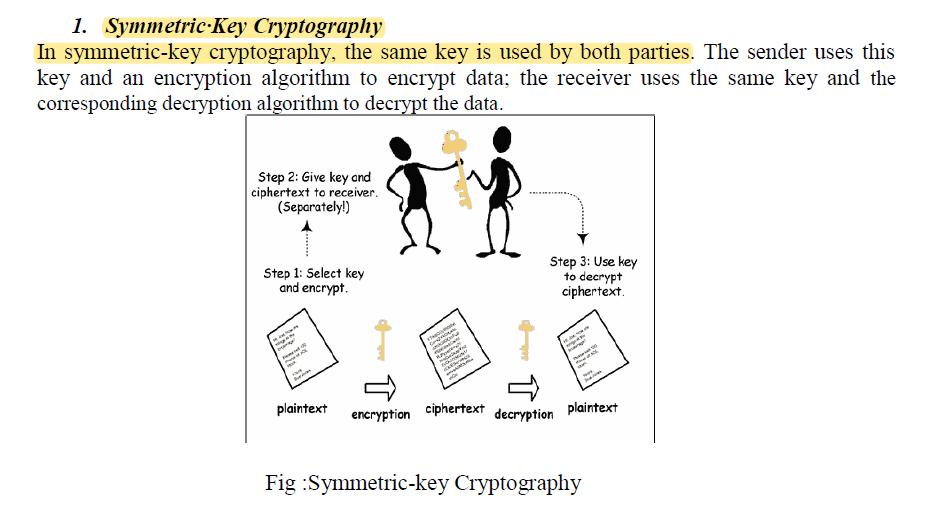 1. Symmetric·Key Cryptography
In symmetric-key cryptography, the same key is used by both parties. The sender uses this
key and an encryption algorithm to encrypt data; the receiver uses the same key and the
corresponding decryption algorithm to decrypt the data.
Step 2: Give key and
ciphertext to receiver.
(Separately!)
Step 1: Select key
and encrypt.
Step 3: Use key
to decrypt
ciphertext.
plaintext
encryption
ciphertext
decryption
plaintext
Fig :Symmetric-key Cryptography